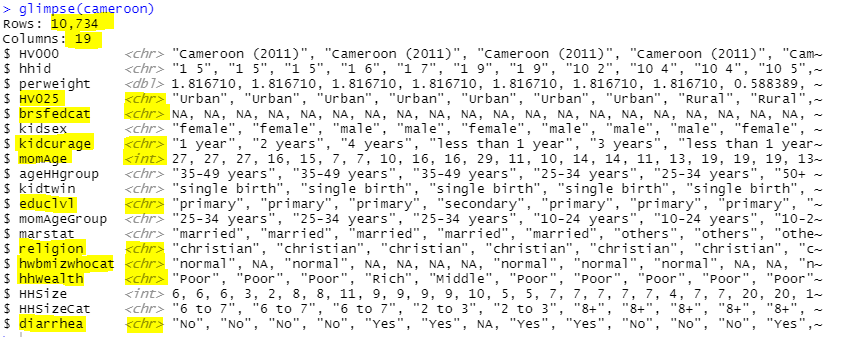 > glimpse(cameroon)
Rows: 10,734
Columns: 19
$ HV000 <chr> "Cameroon (2011)", "Cameroon (2011)", "Cameroon (2011)", "Cameroon (2011)", "Cam~
$ hhid <chr> "1 5", "1 5", "1 5", "1 6", "1 7", "1 9", "1 9", "10 2", "10 4", "10 4", "10 5",~
$ perweight <dbl> 1.816710, 1.816710, 1.816710, 1.816710, 1.816710, 1.816710, 1.816710, 0.588389, ~
$ HV025 <chr> "Urban", "Urban", "Urban", "Urban", "Urban", "Urban", "Urban", "Rural", "Rural",~
$ brsfedcat <chr> NA, NA, NA, NA, NA, NA, NA, NA, NA, NA, NA, NA, NA, NA, NA, NA, NA, NA, NA, NA, ~
$ kidsex <chr> "female", "female", "male", "male", "female", "male", "male", "male", "female", ~
$ kidcurage <chr> "1 year", "2 years", "4 years", "less than 1 year", "3 years", "less than 1 year~
$ momAge <int> 27, 27, 27, 16, 15, 7, 7, 10, 16, 16, 29, 11, 10, 14, 14, 11, 13, 19, 19, 19, 13~
$ ageHHgroup <chr> "35-49 years", "35-49 years", "35-49 years", "25-34 years", "25-34 years", "50+ ~
$ kidtwin <chr> "single birth", "single birth", "single birth", "single birth", "single birth", ~
$ educlvl <chr> "primary", "primary", "primary", "secondary", "primary", "primary", "primary", "~
$ momAgeGroup <chr> "25-34 years", "25-34 years", "25-34 years", "10-24 years", "10-24 years", "10-2~
$ marstat <chr> "married", "married", "married", "married", "married", "others", "others", "othe~
$ religion <chr> "christian", "christian", "christian", "christian", "christian", "christian", "c~
$ hwbmizwhocat <chr> "normal", NA, "normal", NA, NA, NA, NA, "normal", "normal", "normal", NA, NA, "n~
$ hhWealth <chr> "Poor", "Poor", "Poor", "Rich", "Middle", "Poor", "Poor", "Poor", "Poor", "Poor"~
$ HHSize <int> 6, 6, 6, 3, 2, 8, 8, 11, 9, 9, 9, 9, 10, 5, 5, 7, 7, 7, 7, 7, 4, 7, 7, 20, 20, 1~
$ HHSizeCat <chr> "6 to 7", "6 to 7", "6 to 7", "2 to 3", "2 to 3", "8+", "8+", "8+", "8+", "8+", ~
$ diarrhea <chr> "No", "No", "No", "No", "Yes", "Yes", NA, "Yes", "Yes", "No", "No", "No", "Yes",~